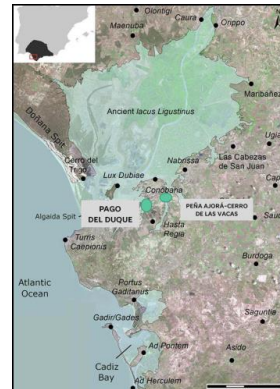 Olontigi
Maenuba
Caura
Orippo
Ancient lacus Ligustinus
Maribañez
Doñana Spit
Ugia
Las Cabezas
de San Juan
Nabrissa
Cerro del
Trigo
Lux Dubiae
Conobaria
PAGO
DEL DUQUE
PEÑA AJORÁ-CERRO
DE LAS VACAS
Algaida Spit
Hasta
Regia
Turris
Caepionis
Burdoga
Atlantic
Ocean
Portus
Gaditanus
Gadir/Gades
Saguntia
Cadiz
Bay
Ad Pontem
Asido
Ad Herculem